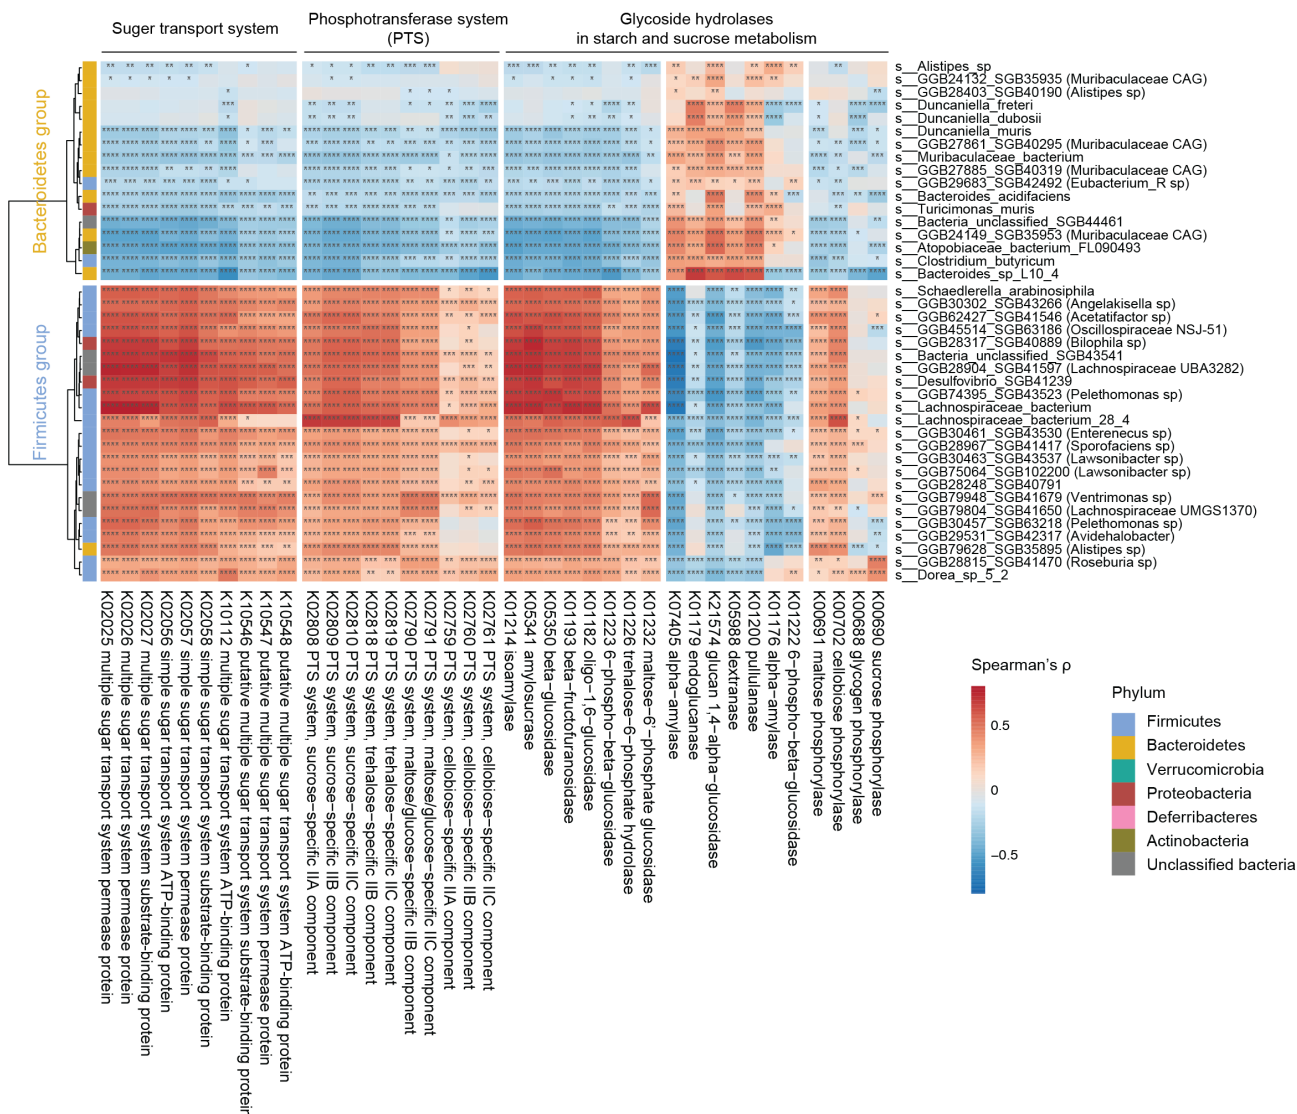 Suger transport system
Phosphotransferase system
(PTS)
Glycoside hydrolases
in starch and sucrose metabolism
Bacteroidetes group
Firmicutes group
s__Alistipes_sp
s__GGB24132_SGB35935 (Muribaculaceae CAG)
s__GGB28403_SGB40190 (Alistipes sp)
s__Duncaniella_freteri
s__Duncaniella_dubosii
s__Duncaniella_muris
s__GGB27861_SGB40295 (Muribaculaceae CAG)
s__Muribaculaceae_bacterium
s__GGB27885_SGB40319 (Muribaculaceae CAG)
s__GGB29683_SGB42492 (Eubacterium_R sp)
s__Bacteroides_acidifaciens
s__Turicimonas_muris
s__Bacteria_unclassified_SGB44461
s__GGB24149_SGB35953 (Muribaculaceae CAG)
s__Atopobiaceae_bacterium_FL090493
s__Clostridium_butyricum
s__Bacteroides_sp_L10_4
s__Schaedlerella_arabinosiphila
s__GGB30302_SGB43266 (Angelakisella sp)
s__GGB62427_SGB41546 (Acetatifactor sp)
s__GGB45514_SGB63186 (Oscillospiraceae NSJ-51)
s__GGB28317_SGB40889 (Bilophila sp)
s__Bacteria_unclassified_SGB43541
s__GGB28904_SGB41597 (Lachnospiraceae UBA3282)
s__Desulfovibrio_SGB41239
s__GGB74395_SGB43523 (Pelethomonas sp)
s__Lachnospiraceae_bacterium
s__Lachnospiraceae_bacterium_28_4
s__GGB30461_SGB43530 (Enterenecus sp)
s__GGB28967_SGB41417 (Sporofaciens sp)
s__GGB30463_SGB43537 (Lawsonibacter sp)
s__GGB75064_SGB102200 (Lawsonibacter sp)
s__GGB28248_SGB40791
s__GGB79948_SGB41679 (Ventrimonas sp)
s__GGB79804_SGB41650 (Lachnospiraceae UMGS1370)
s__GGB30457_SGB63218 (Pelethomonas sp)
s__GGB29531_SGB42317 (Avidehalobacter)
s__GGB79628_SGB35895 (Alistipes sp)
s__GGB28815_SGB41470 (Roseburia sp)
s__Dorea_sp_5_2
K02025 multiple sugar transport system permease protein
K02026 multiple sugar transport system permease protein
K02027 multiple sugar transport system substrate-binding protein
K02056 simple sugar transport system ATP-binding protein
K02057 simple sugar transport system permease protein
K02058 simple sugar transport system substrate-binding protein
K10112 multiple sugar transport system ATP-binding protein
K10546 putative multiple sugar transport system substrate-binding protein
K10547 putative multiple sugar transport system permease protein
K10548 putative multiple sugar transport system ATP-binding protein
K02808 PTS system, sucrose−specific IIA component
K02809 PTS system, sucrose−specific IIB component
K02810 PTS system, sucrose−specific IIC component
K02818 PTS system, trehalose−specific IIB component
K02819 PTS system, trehalose−specific IIC component
K02790 PTS system, maltose/glucose−specific IIB component
K02791 PTS system, maltose/glucose−specific IIC component
K02759 PTS system, cellobiose−specific IIA component
K02760 PTS system, cellobiose−specific IIB component
K02761 PTS system, cellobiose−specific IIC component
K01214 isoamylase
K05341 amylosucrase
K05350 beta−glucosidase
K01193 beta−fructofuranosidase
K01182 oligo−1,6−glucosidase
K01223 6−phospho−beta−glucosidase
K01226 trehalose−6−phosphate hydrolase
K01232 maltose−6'−phosphate glucosidase
K07405 alpha−amylase
K01179 endoglucanase
K21574 glucan 1,4−alpha−glucosidase
K05988 dextranase
K01200 pullulanase
K01176 alpha−amylase
K01222 6−phospho−beta−glucosidase
K00691 maltose phosphorylase
K00702 cellobiose phosphorylase
K00688 glycogen phosphorylase
K00690 sucrose phosphorylase
Spearman's ρ
0.5
0
−0.5
Phylum
Firmicutes
Bacteroidetes
Verrucomicrobia
Proteobacteria
Deferribacteres
Actinobacteria
Unclassified bacteria